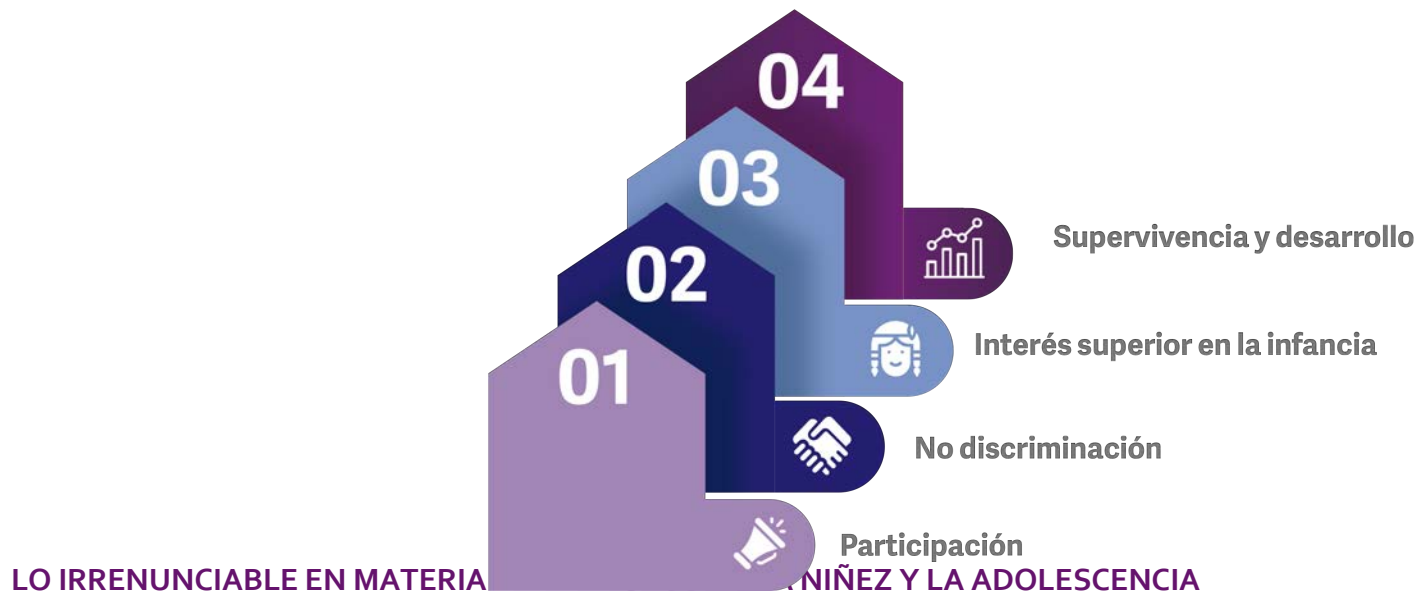 04
03
02
01
Supervivencia y desarrollo
Interés superior en la infancia
No discriminación
Participación
LO IRRENUNCIABLE EN MATERIA NIÑEZ Y LA ADOLESCENCIA